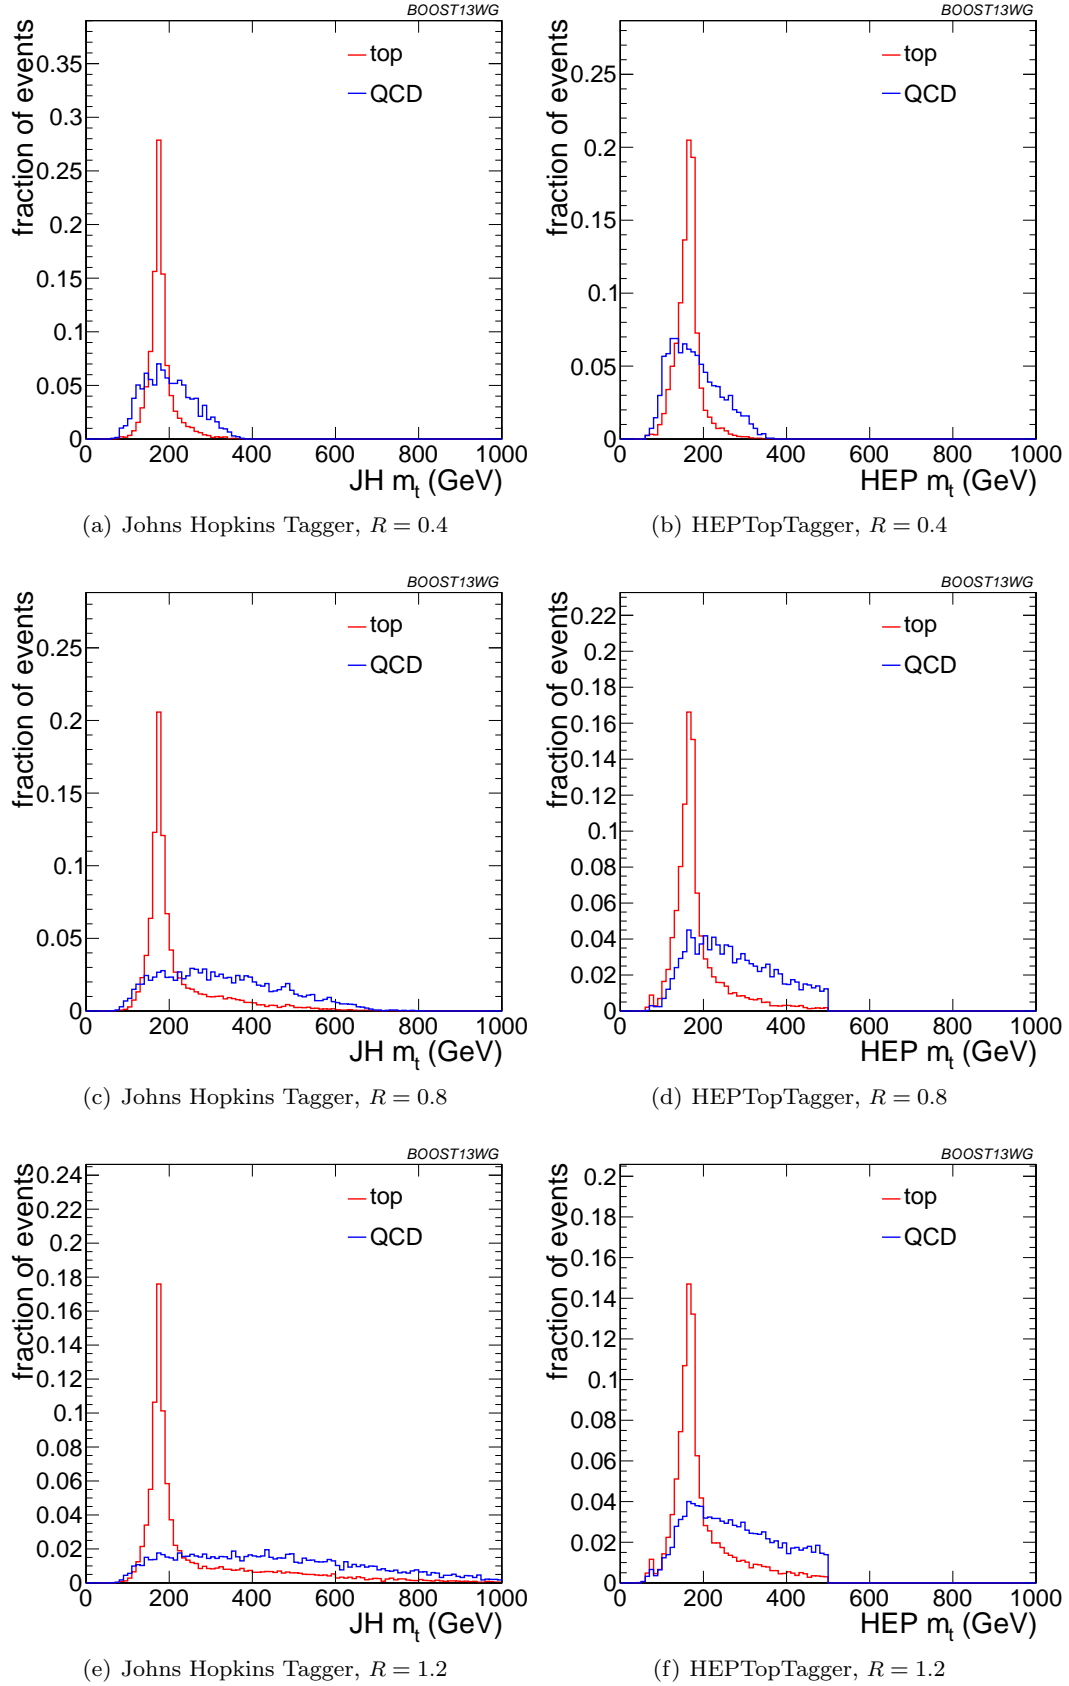 BOOST13WG
fraction of events
0.35
0.3
0.25
0.2
0.15
0.1
0.05
0
top
QCD
0 200 400 600 800 1000
JH m_t (GeV)
(a) Johns Hopkins Tagger, R = 0.4
BOOST13WG
fraction of events
0.25
0.2
0.15
0.1
0.05
0
top
QCD
0 200 400 600 800 1000
HEP m_t (GeV)
(b) HEPTopTagger, R = 0.4
BOOST13WG
fraction of events
0.25
0.2
0.15
0.1
0.05
0
top
QCD
0 200 400 600 800 1000
JH m_t (GeV)
(c) Johns Hopkins Tagger, R = 0.8
BOOST13WG
fraction of events
0.22
0.2
0.18
0.16
0.14
0.12
0.1
0.08
0.06
0.04
0.02
0
top
QCD
0 200 400 600 800 1000
HEP m_t (GeV)
(d) HEPTopTagger, R = 0.8
BOOST13WG
fraction of events
0.24
0.22
0.2
0.18
0.16
0.14
0.12
0.1
0.08
0.06
0.04
0.02
0
top
QCD
0 200 400 600 800 1000
JH m_t (GeV)
(e) Johns Hopkins Tagger, R = 1.2
BOOST13WG
fraction of events
0.2
0.18
0.16
0.14
0.12
0.1
0.08
0.06
0.04
0.02
0
top
QCD
0 200 400 600 800 1000
HEP m_t (GeV)
(f) HEPTopTagger, R = 1.2